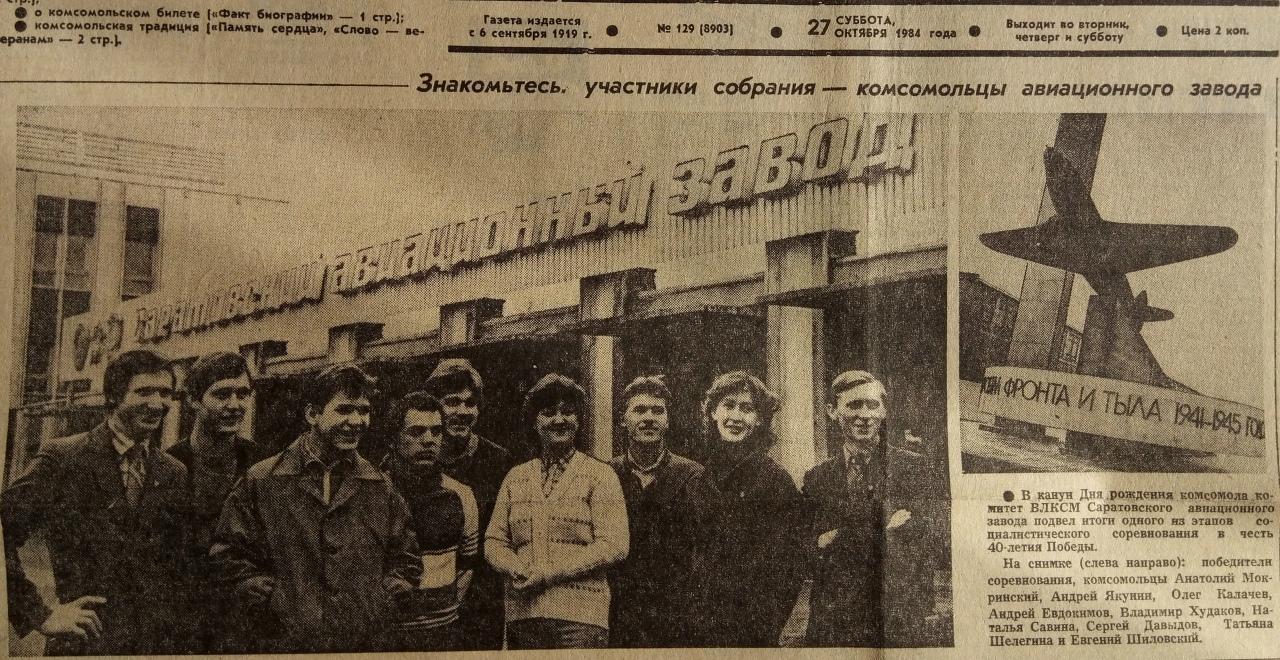 стр.];
● о комсомольском билете [«Факт биографии» — 1 стр.];
● комсомольская традиция [«Память сердца», «Слово — ве-
еранам» — 2 стр.].
Газета издается
с 6 сентября 1919 г.
●
№ 129 [8903]
●
27 СУББОТА,
ОКТЯБРЯ 1984 года
●
Выходит во вторник,
четверг и субботу
●
Цена 2 коп.
Знакомьтесь. участники собрания — комсомольцы авиационного завода
саратовский авиационный завод
ФРОНТА И ТЫЛА 1941-1945 ГОД
● В канун Дня рождения комсомола ко-
митет ВЛКСМ Саратовского авиационного
завода подвел итоги одного из этапов со-
циалистического соревнования в честь
40-летия Победы.
На снимке (слева направо): победители
соревнования, комсомольцы Анатолий Мок-
ринский, Андрей Якунин, Олег Калачев,
Андрей Евдокимов, Владимир Худаков, На-
талья Савина, Сергей Давыдов, Татьяна
Шелегина и Евгений Шиловский.